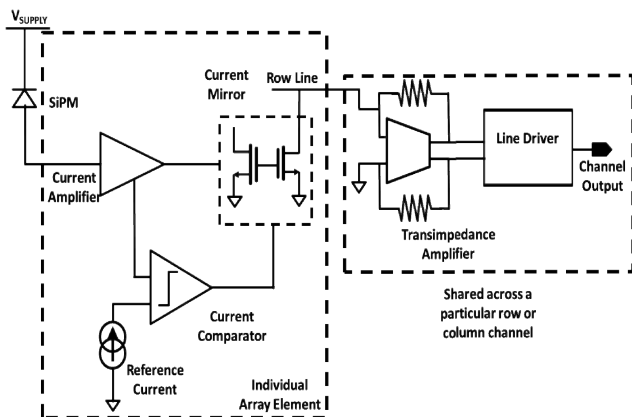 VSUPPLY
SiPM
Current
Mirror
Row Line
Current
Amplifier
Line Driver
Channel
Output
Transimpedance
Amplifier
Current
Comparator
Reference
Current
Individual
Array Element
Shared across a
particular row or
column channel